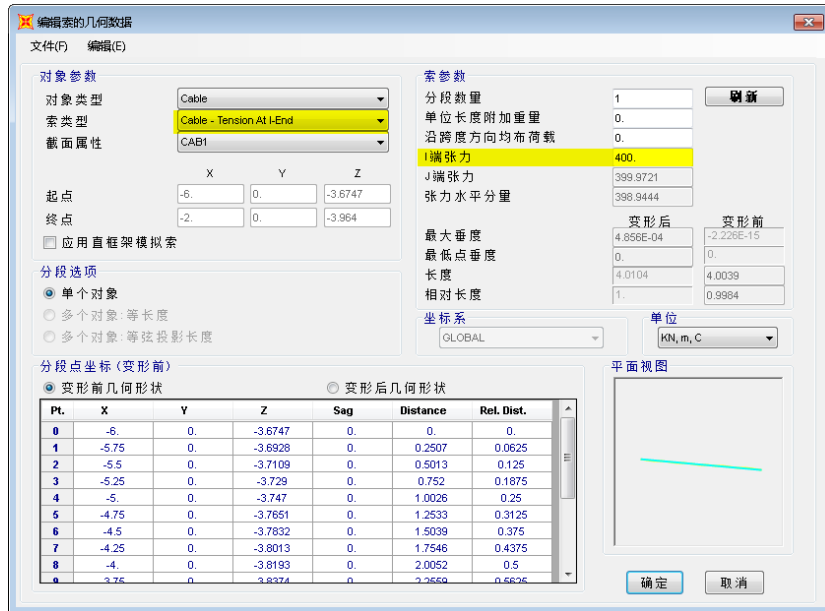 编辑索的几何数据
文件(F) 编辑(E)
对象参数
对象类型 Cable
索类型 Cable - Tension At I-End
截面属性 CAB1
X Y Z
起点 -6. 0. -3.6747
终点 -2. 0. -3.964
应用直框架模拟索
分段选项
单个对象
多个对象:等长度
多个对象:等弦投影长度
索参数
分段数量 1 刷新
单位长度附加重量 0.
沿跨度方向均布荷载 0.
I端张力 400.
J端张力 399.9721
张力水平分量 398.9444
变形后 变形前
最大垂度 4.856E-04 -2.226E-15
最低点垂度 0. 0.
长度 4.0104 4.0039
相对长度 1. 0.9984
坐标系 单位
GLOBAL KN, m, C
分段点坐标(变形前) 平面视图
变形前几何形状 变形后几何形状
Pt. X Y Z Sag Distance Rel. Dist.
0 -6. 0. -3.6747 0. 0. 0.
1 -5.75 0. -3.6928 0. 0.2507 0.0625
2 -5.5 0. -3.7109 0. 0.5013 0.125
3 -5.25 0. -3.729 0. 0.752 0.1875
4 -5. 0. -3.747 0. 1.0026 0.25
5 -4.75 0. -3.7651 0. 1.2533 0.3125
6 -4.5 0. -3.7832 0. 1.5039 0.375
7 -4.25 0. -3.8013 0. 1.7546 0.4375
8 -4. 0. -3.8193 0. 2.0052 0.5
9 -3.75 0. -3.8374 0. 2.2559 0.5625
确定 取消